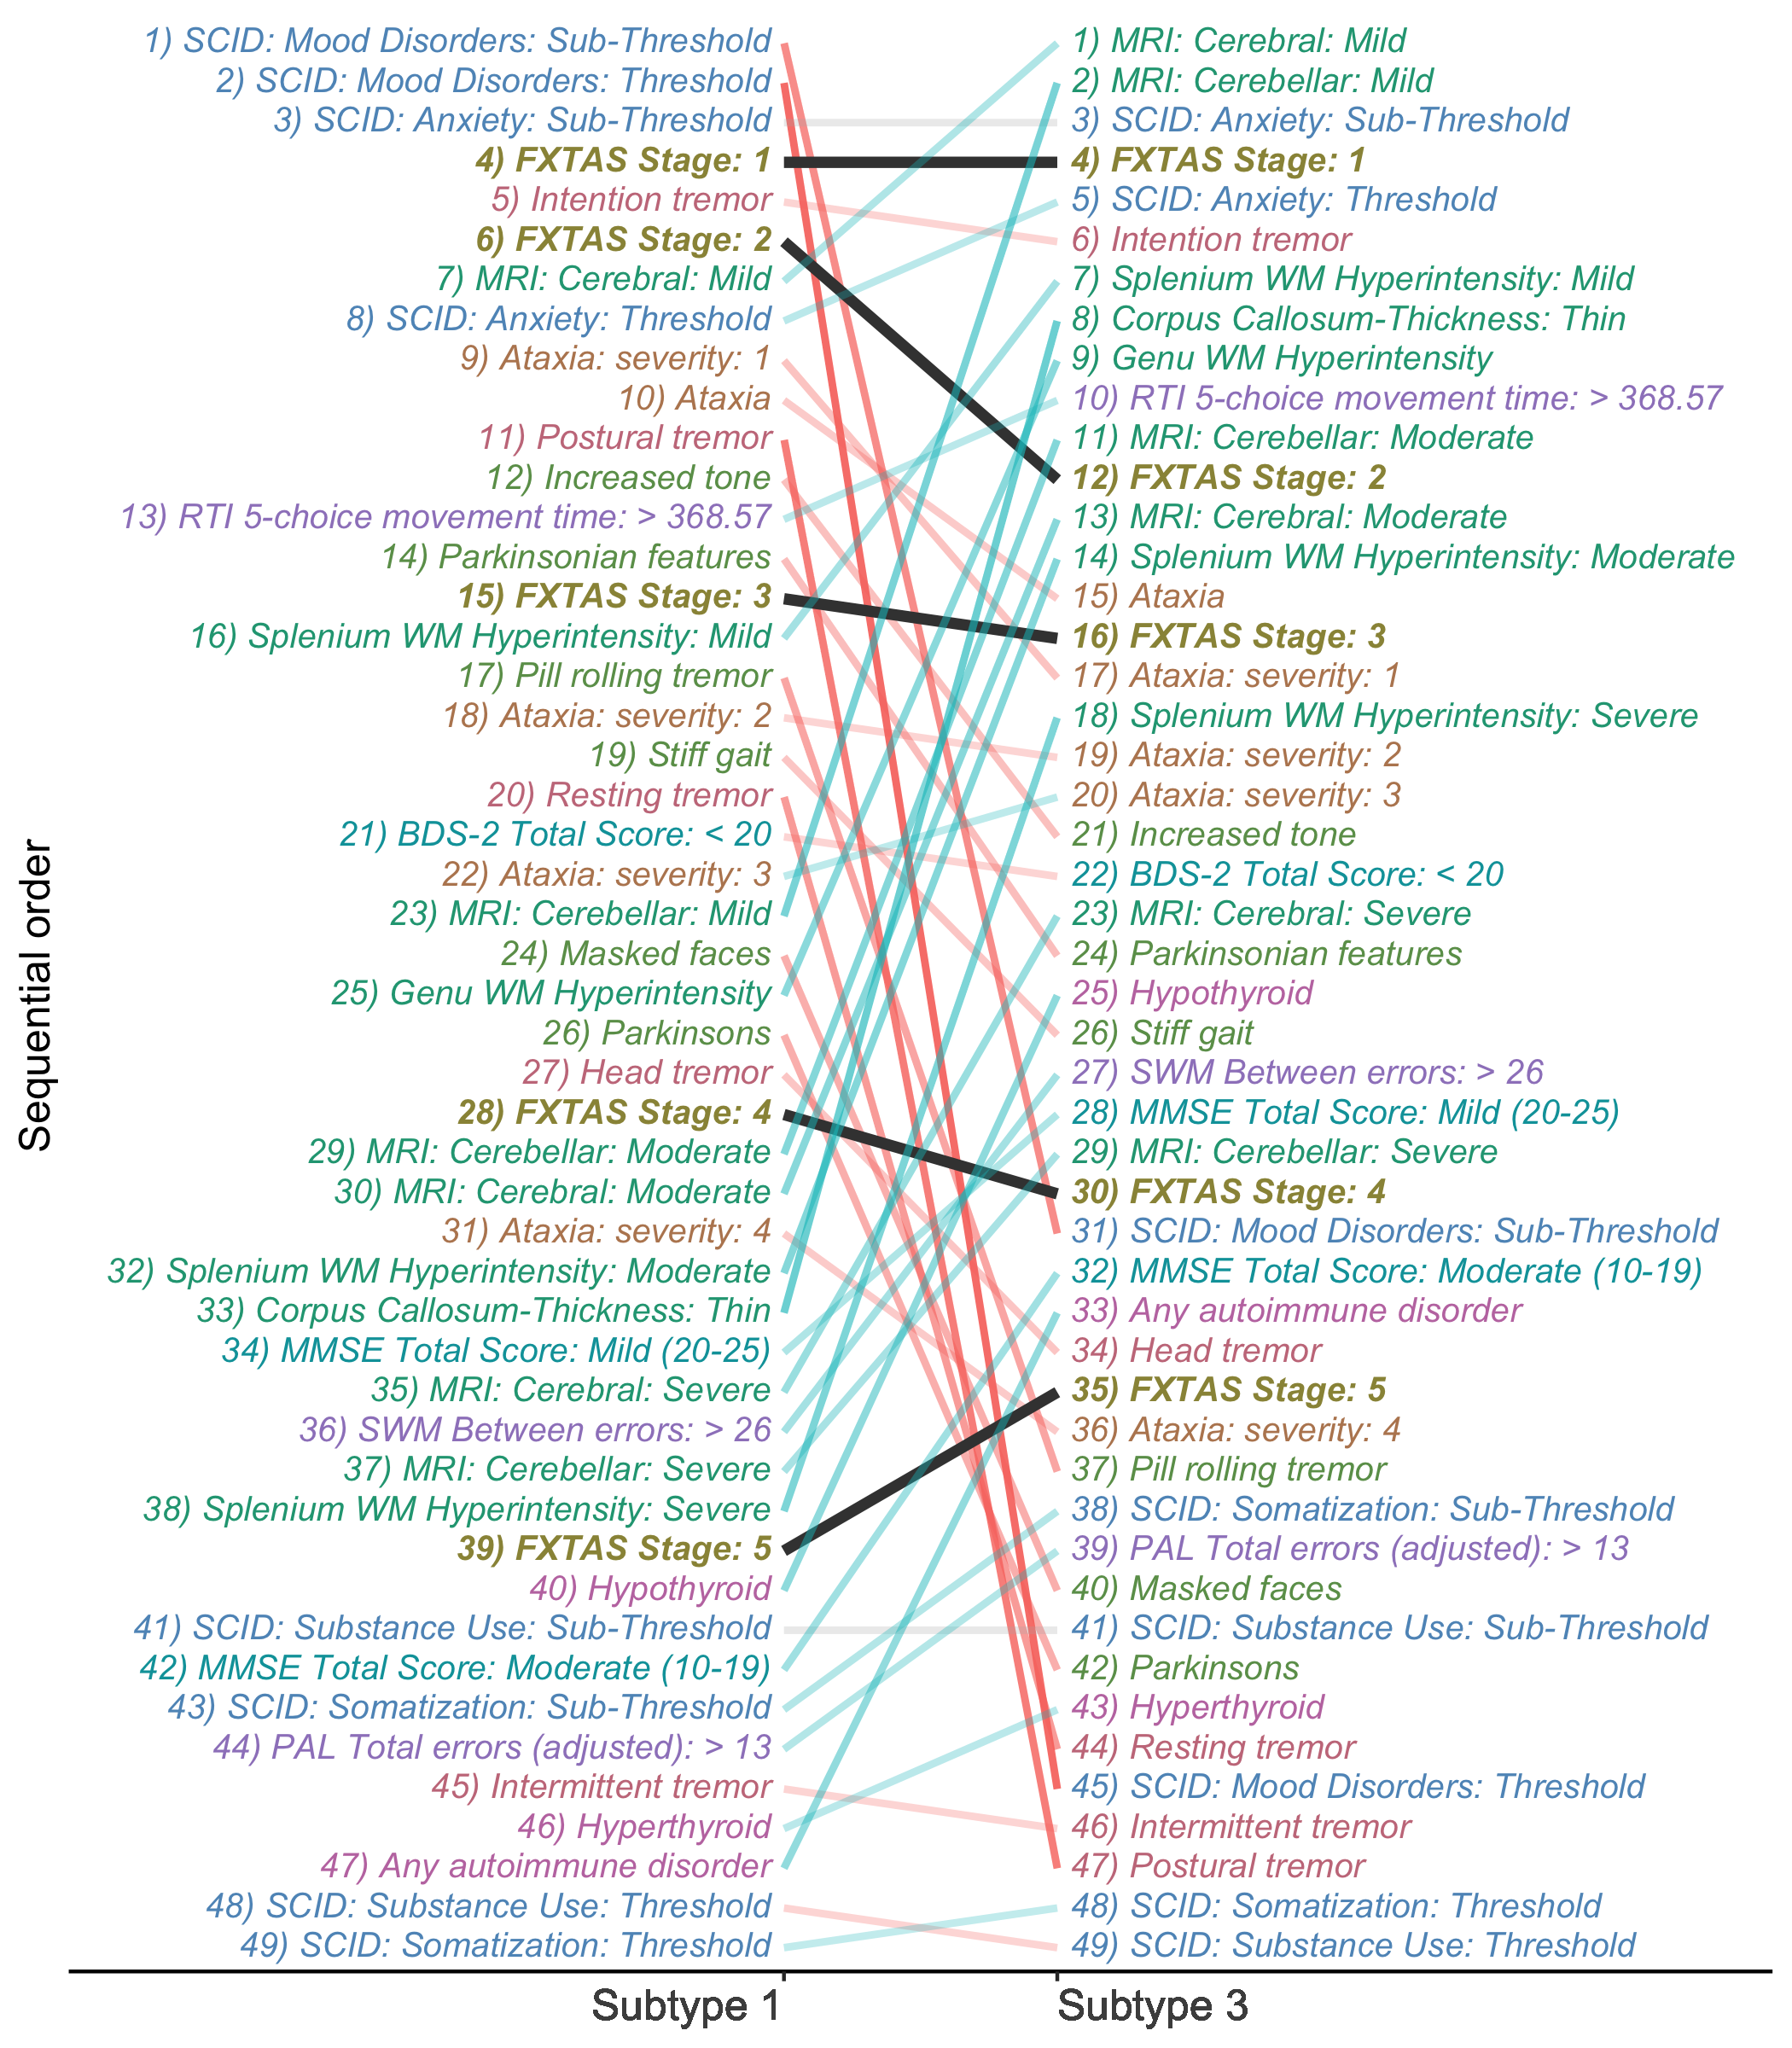 Sequential order
1) SCID: Mood Disorders: Sub-Threshold
2) SCID: Mood Disorders: Threshold
3) SCID: Anxiety: Sub-Threshold
4) FXTAS Stage: 1
5) Intention tremor
6) FXTAS Stage: 2
7) MRI: Cerebral: Mild
8) SCID: Anxiety: Threshold
9) Ataxia: severity: 1
10) Ataxia
11) Postural tremor
12) Increased tone
13) RTI 5-choice movement time: > 368.57
14) Parkinsonian features
15) FXTAS Stage: 3
16) Splenium WM Hyperintensity: Mild
17) Pill rolling tremor
18) Ataxia: severity: 2
19) Stiff gait
20) Resting tremor
21) BDS-2 Total Score: < 20
22) Ataxia: severity: 3
23) MRI: Cerebellar: Mild
24) Masked faces
25) Genu WM Hyperintensity
26) Parkinsons
27) Head tremor
28) FXTAS Stage: 4
29) MRI: Cerebellar: Moderate
30) MRI: Cerebral: Moderate
31) Ataxia: severity: 4
32) Splenium WM Hyperintensity: Moderate
33) Corpus Callosum-Thickness: Thin
34) MMSE Total Score: Mild (20-25)
35) MRI: Cerebral: Severe
36) SWM Between errors: > 26
37) MRI: Cerebellar: Severe
38) Splenium WM Hyperintensity: Severe
39) FXTAS Stage: 5
40) Hypothyroid
41) SCID: Substance Use: Sub-Threshold
42) MMSE Total Score: Moderate (10-19)
43) SCID: Somatization: Sub-Threshold
44) PAL Total errors (adjusted): > 13
45) Intermittent tremor
46) Hyperthyroid
47) Any autoimmune disorder
48) SCID: Substance Use: Threshold
49) SCID: Somatization: Threshold
1) MRI: Cerebral: Mild
2) MRI: Cerebellar: Mild
3) SCID: Anxiety: Sub-Threshold
4) FXTAS Stage: 1
5) SCID: Anxiety: Threshold
6) Intention tremor
7) Splenium WM Hyperintensity: Mild
8) Corpus Callosum-Thickness: Thin
9) Genu WM Hyperintensity
10) RTI 5-choice movement time: > 368.57
11) MRI: Cerebellar: Moderate
12) FXTAS Stage: 2
13) MRI: Cerebral: Moderate
14) Splenium WM Hyperintensity: Moderate
15) Ataxia
16) FXTAS Stage: 3
17) Ataxia: severity: 1
18) Splenium WM Hyperintensity: Severe
19) Ataxia: severity: 2
20) Ataxia: severity: 3
21) Increased tone
22) BDS-2 Total Score: < 20
23) MRI: Cerebral: Severe
24) Parkinsonian features
25) Hypothyroid
26) Stiff gait
27) SWM Between errors: > 26
28) MMSE Total Score: Mild (20-25)
29) MRI: Cerebellar: Severe
30) FXTAS Stage: 4
31) SCID: Mood Disorders: Sub-Threshold
32) MMSE Total Score: Moderate (10-19)
33) Any autoimmune disorder
34) Head tremor
35) FXTAS Stage: 5
36) Ataxia: severity: 4
37) Pill rolling tremor
38) SCID: Somatization: Sub-Threshold
39) PAL Total errors (adjusted): > 13
40) Masked faces
41) SCID: Substance Use: Sub-Threshold
42) Parkinsons
43) Hyperthyroid
44) Resting tremor
45) SCID: Mood Disorders: Threshold
46) Intermittent tremor
47) Postural tremor
48) SCID: Somatization: Threshold
49) SCID: Substance Use: Threshold
Subtype 1
Subtype 3